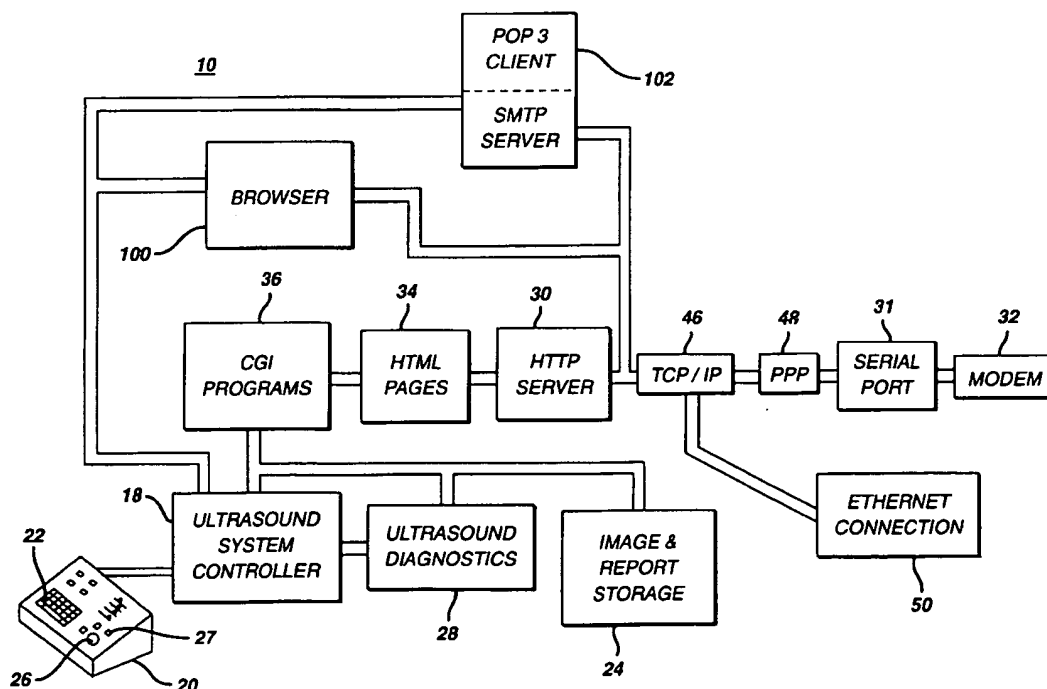 10
POP 3
CLIENT
102
SMTP
SERVER
BROWSER
100
36
34
30
46
48
31
32
CGI
PROGRAMS
HTML
PAGES
HTTP
SERVER
TCP / IP
PPP
SERIAL
PORT
MODEM
18
ULTRASOUND
SYSTEM
CONTROLLER
ULTRASOUND
DIAGNOSTICS
IMAGE &
REPORT
STORAGE
ETHERNET
CONNECTION
22
27
28
50
24
26
20